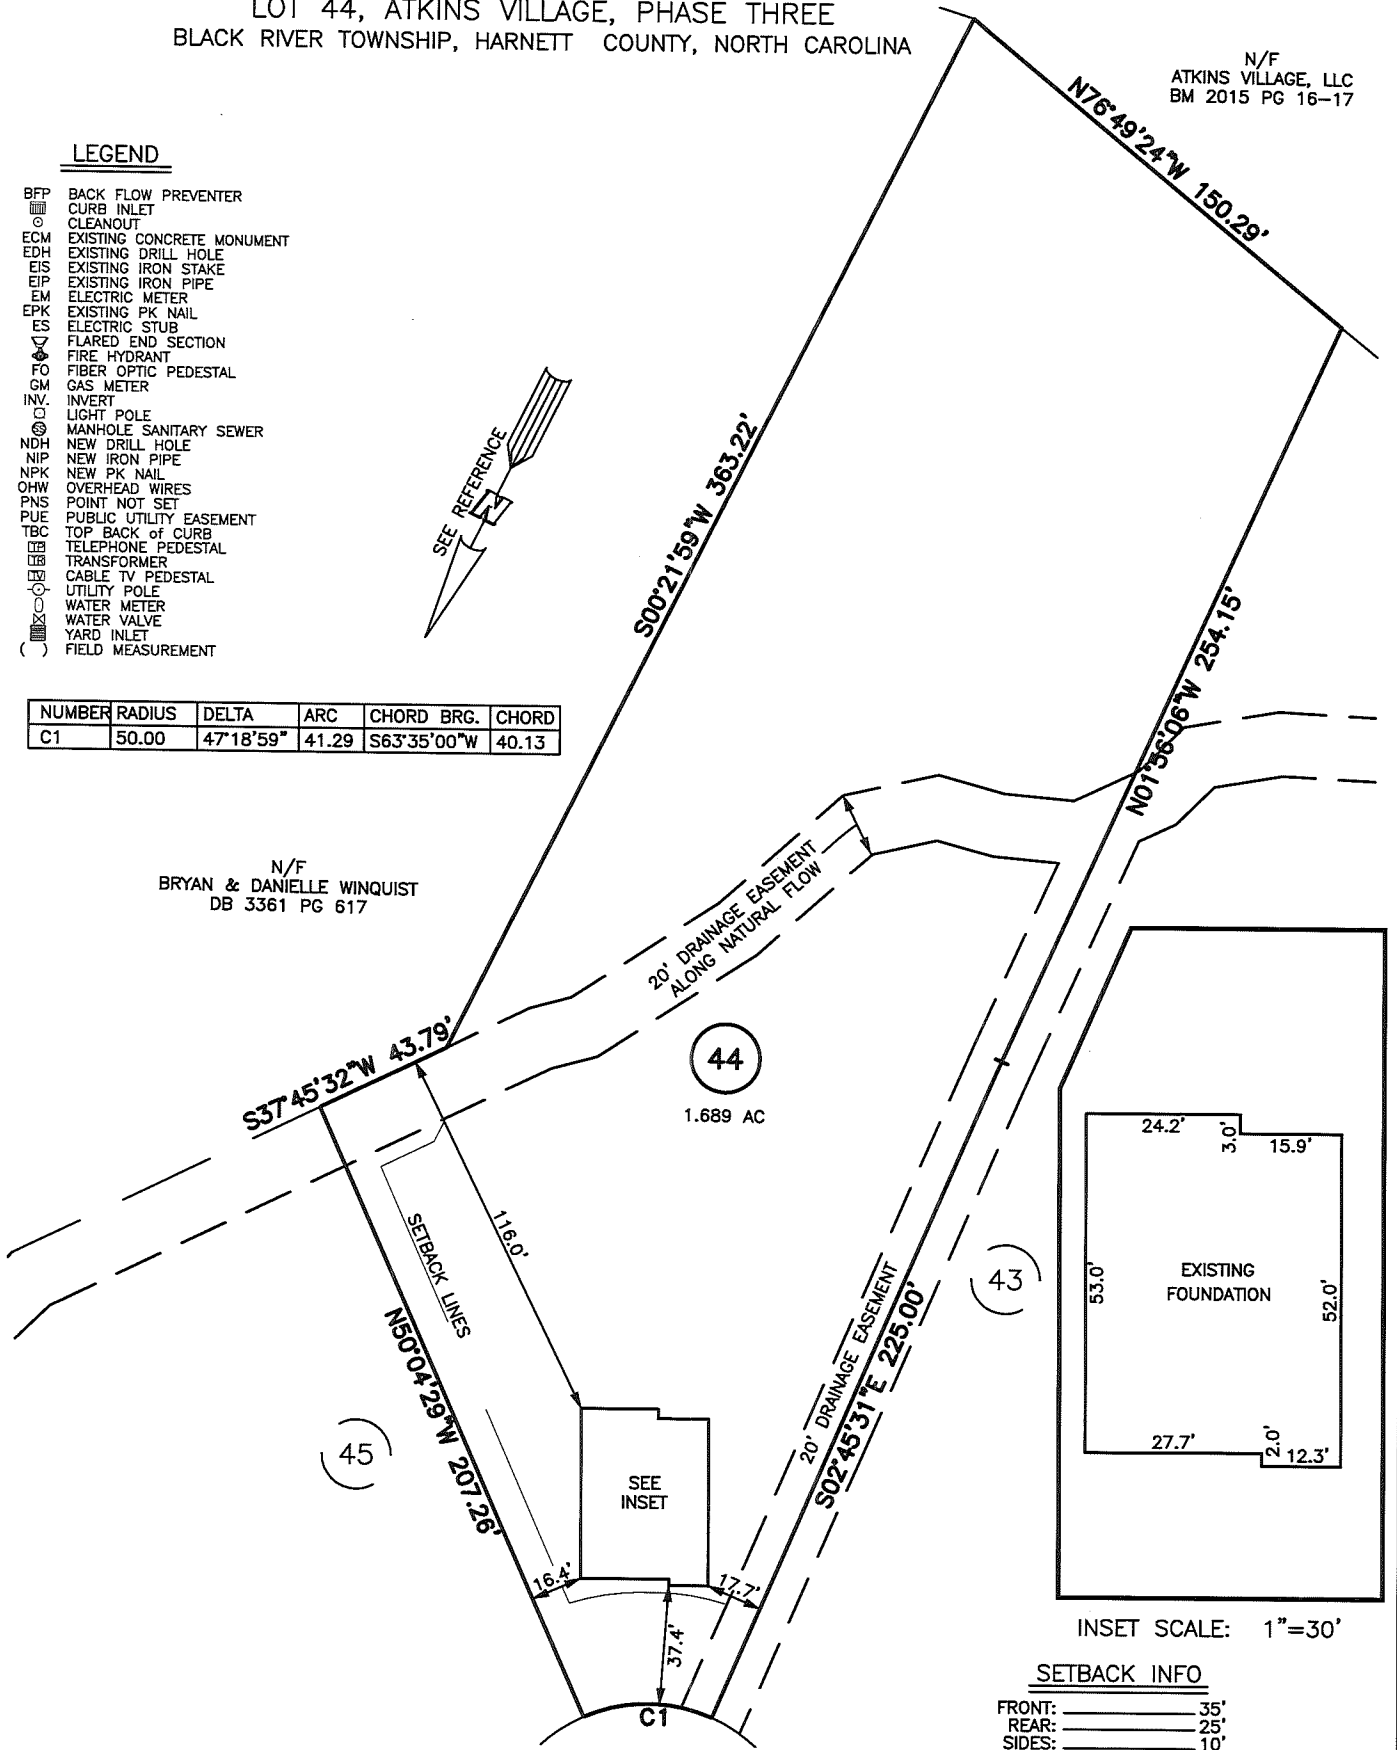 LOT 44, ATKINS VILLAGE, PHASE THREE
BLACK RIVER TOWNSHIP, HARNETT COUNTY, NORTH CAROLINA
N/F
ATKINS VILLAGE, LLC
BM 2015 PG 16-17
N76°49'24"W 150.29'
LEGEND
BFP BACK FLOW PREVENTER
CURB INLET
CLEANOUT
ECM EXISTING CONCRETE MONUMENT
EDH EXISTING DRILL HOLE
EIS EXISTING IRON STAKE
EIP EXISTING IRON PIPE
EM ELECTRIC METER
EPK EXISTING PK NAIL
ES ELECTRIC STUB
FLARED END SECTION
FIRE HYDRANT
FO FIBER OPTIC PEDESTAL
GM GAS METER
INV. INVERT
LIGHT POLE
MANHOLE SANITARY SEWER
NDH NEW DRILL HOLE
NIP NEW IRON PIPE
NPK NEW PK NAIL
OHW OVERHEAD WIRES
PNS POINT NOT SET
PUE PUBLIC UTILITY EASEMENT
TBC TOP BACK of CURB
TP TELEPHONE PEDESTAL
TR TRANSFORMER
TV CABLE TV PEDESTAL
UTILITY POLE
WATER METER
WATER VALVE
YARD INLET
( ) FIELD MEASUREMENT
SEE REFERENCE
N
S00°21'59"W 363.22'
N01°56'06"W 254.15'
NUMBER RADIUS DELTA ARC CHORD BRG. CHORD
C1 50.00 47°18'59" 41.29 S63°35'00"W 40.13
N/F
BRYAN & DANIELLE WINQUIST
DB 3361 PG 617
20' DRAINAGE EASEMENT
ALONG NATURAL FLOW
S37°45'32"W 43.79'
44
1.689 AC
116.0'
SETBACK LINES
N50°04'29"W 207.26'
45
43
20' DRAINAGE EASEMENT
S02°45'31"E 225.00'
SEE
INSET
16.4'
17.7'
37.4'
C1
24.2'
3.0'
15.9'
53.0'
EXISTING
FOUNDATION
52.0'
27.7'
2.0'
12.3'
INSET SCALE: 1"=30'
SETBACK INFO
FRONT: 35'
REAR: 25'
SIDES: 10'